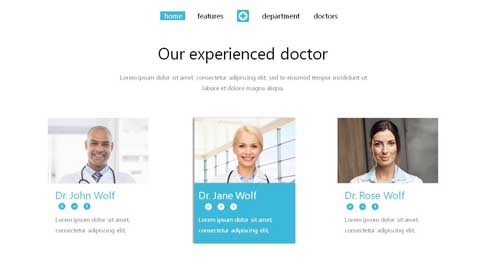 home features department doctors
Our experienced doctor
Lorem ipsum dolor sit amet, consectetur adipiscing elit, sed to eiusmod tempor incididunt ut
labore et dolore magna aliqua.
Dr. John Wolf
Lorem ipsum dolor sit amet,
consectetur adipiscing elit,
Dr. Jane Wolf
Lorem ipsum dolor sit amet,
consectetur adipiscing elit,
Dr. Rose Wolf
Lorem ipsum dolor sit amet,
consectetur adipiscing elit,